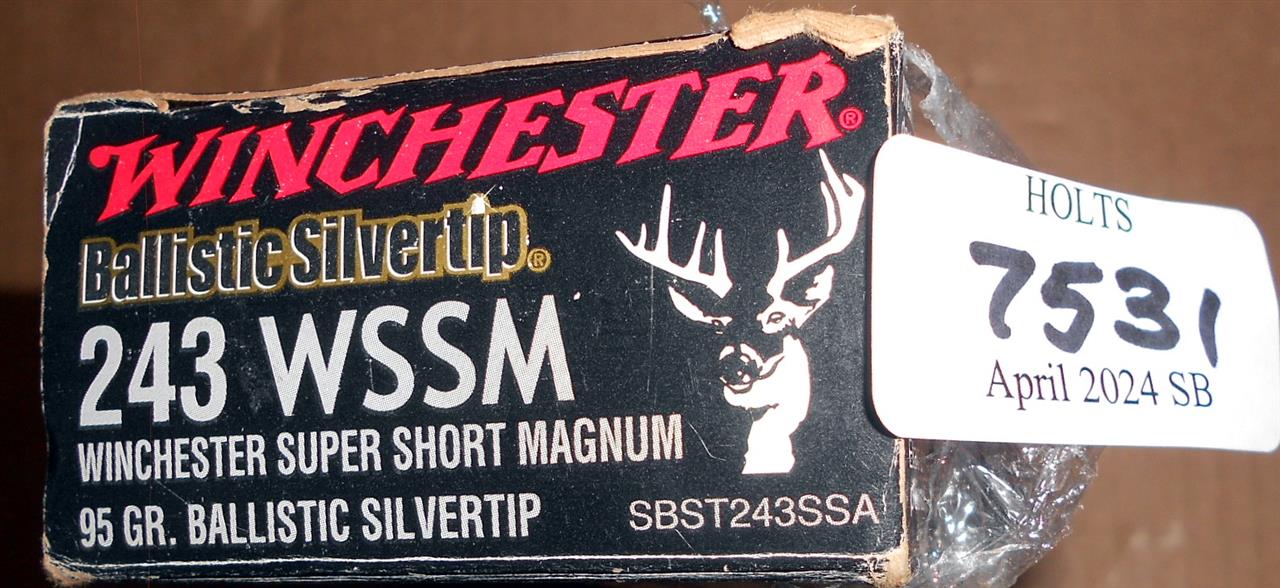 WINCHESTER®
Ballistic Silvertip®
243 WSSM
WINCHESTER SUPER SHORT MAGNUM
95 GR. BALLISTIC SILVERTIP
SBST243SSA
HOLTS
7531
April 2024 SB